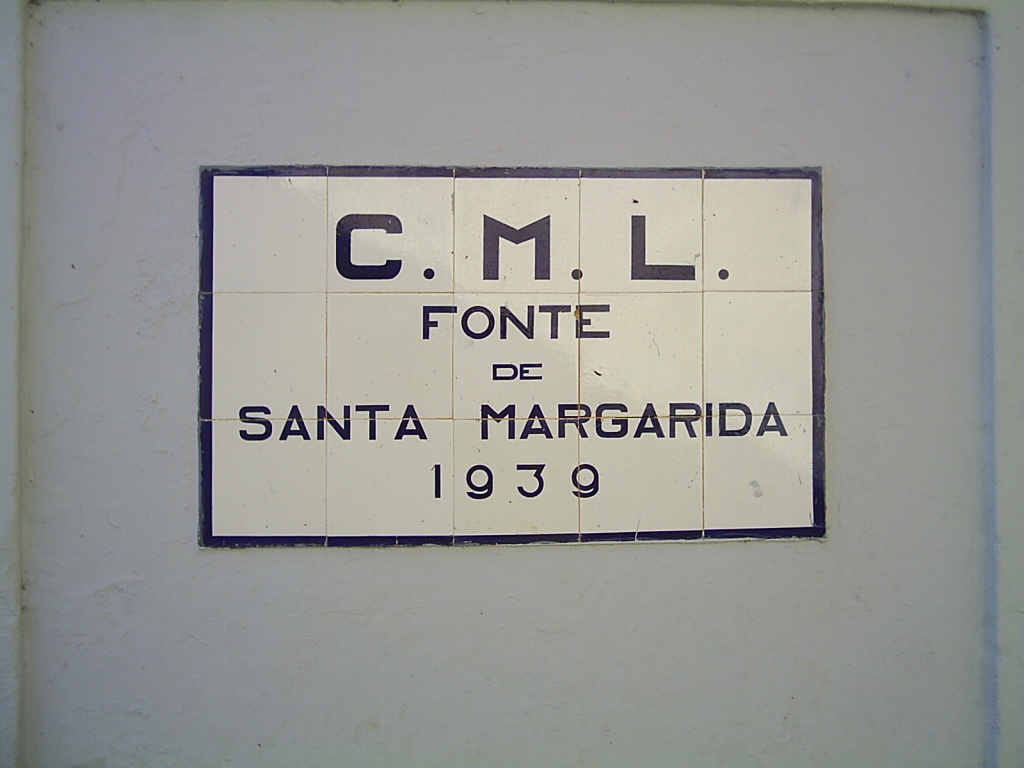 C. M. L.
FONTE
DE
SANTA MARGARIDA
1939